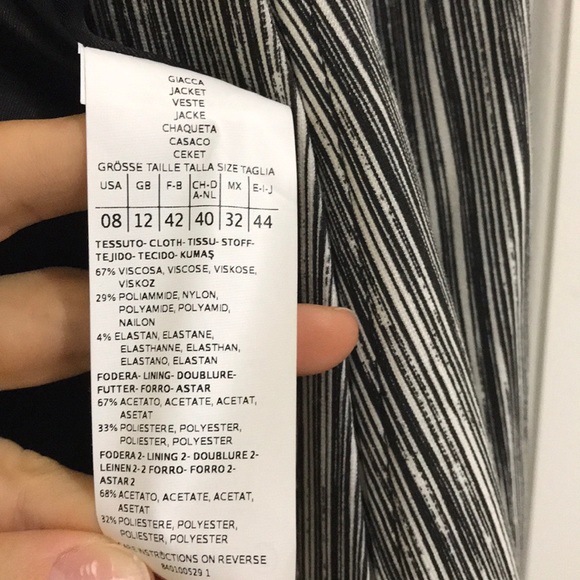 GIACCA
JACKET
VESTE
JACKE
CHAQUETA
CASACO
CEKET
GRÖSSE TAILLE TALLA SIZE TAGLIA
USA GB F-B CH-D A-NL MX E-I-J
08 12 42 40 32 44
TESSUTO- CLOTH- TISSU- STOFF-
TEJIDO- TECIDO- KUMAŞ
67% VISCOSA, VISCOSE, VISKOSE,
VISKOZ
29% POLIAMMIDE, NYLON,
POLYAMIDE, POLYAMID,
NAILON
4% ELASTAN, ELASTANE,
ELASTHANNE, ELASTHAN,
ELASTANO, ELASTAN
FODERA- LINING- DOUBLURE-
FUTTER- FORRO- ASTAR
67% ACETATO, ACETATE, ACETAT,
ASETAT
33% POLIESTERE, POLYESTER,
POLIESTER, POLYESTER
FODERA 2- LINING 2- DOUBLURE 2-
LEINEN 2-2 FORRO- FORRO 2-
ASTAR 2
68% ACETATO, ACETATE, ACETAT,
ASETAT
32% POLIESTERE, POLYESTER,
POLIESTER, POLYESTER
INSTRUCTIONS ON REVERSE
840100529 1